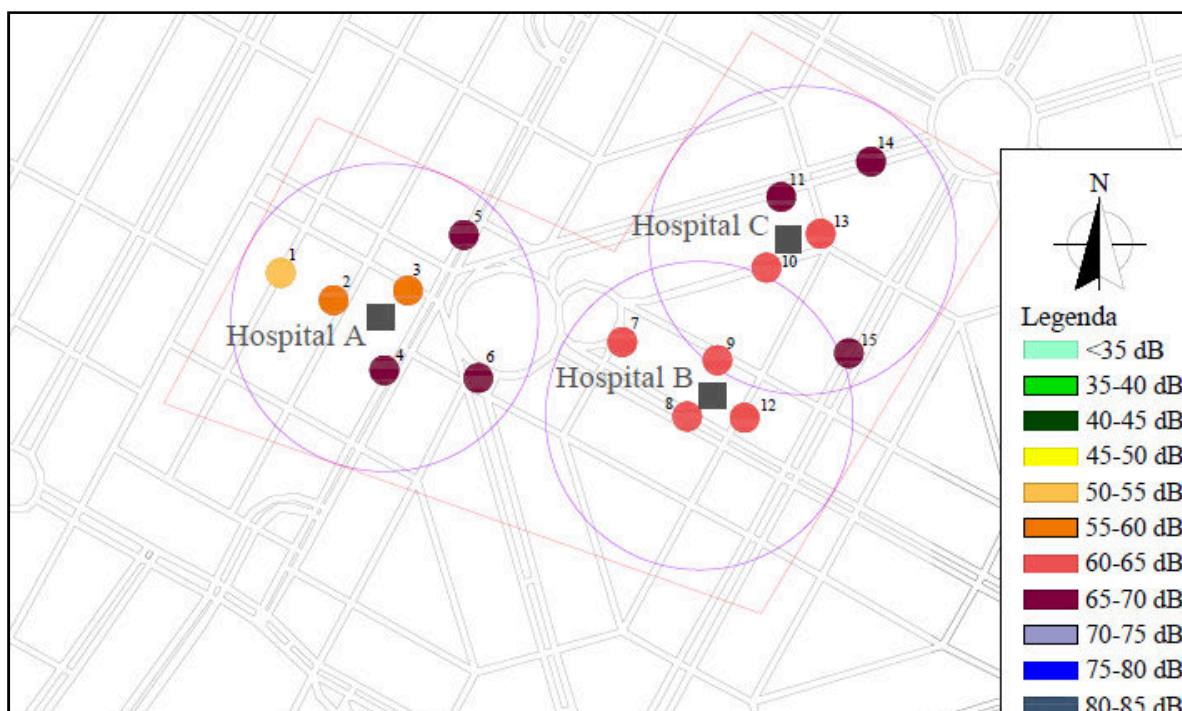 14
11
Hospital C
13
10
5
1
2
3
Hospital A
4
6
7
9
15
Hospital B
8
12
N
Legenda
<35 dB
35-40 dB
40-45 dB
45-50 dB
50-55 dB
55-60 dB
60-65 dB
65-70 dB
70-75 dB
75-80 dB
80-85 dB